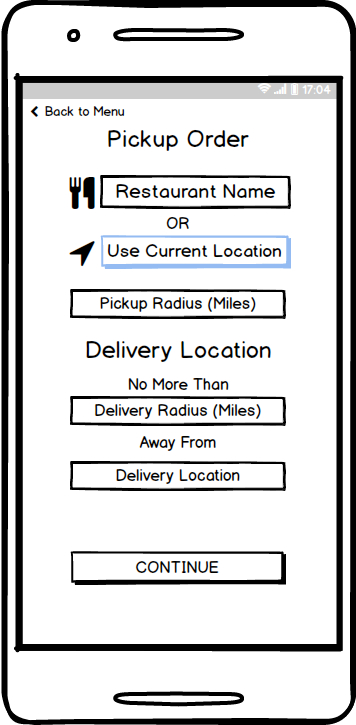 17:04
Back to Menu
Pickup Order
Restaurant Name
OR
Use Current Location
Pickup Radius (Miles)
Delivery Location
No More Than
Delivery Radius (Miles)
Away From
Delivery Location
CONTINUE